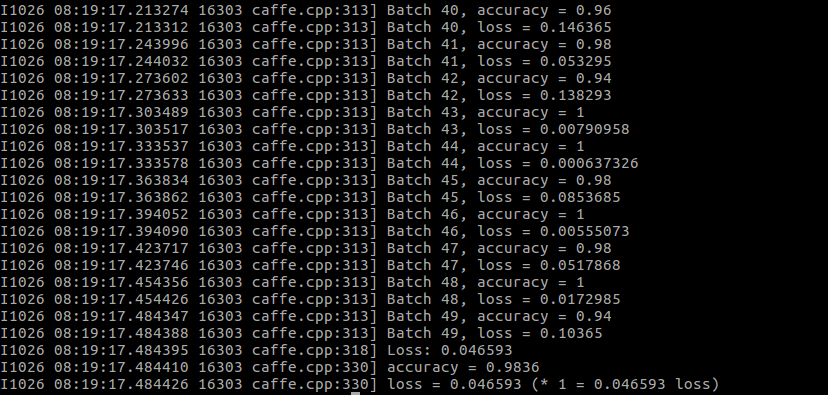 I1026 08:19:17.213274 16303 caffe.cpp:313] Batch 40, accuracy = 0.96
I1026 08:19:17.213312 16303 caffe.cpp:313] Batch 40, loss = 0.146365
I1026 08:19:17.243996 16303 caffe.cpp:313] Batch 41, accuracy = 0.98
I1026 08:19:17.244032 16303 caffe.cpp:313] Batch 41, loss = 0.053295
I1026 08:19:17.273602 16303 caffe.cpp:313] Batch 42, accuracy = 0.94
I1026 08:19:17.273633 16303 caffe.cpp:313] Batch 42, loss = 0.138293
I1026 08:19:17.303489 16303 caffe.cpp:313] Batch 43, accuracy = 1
I1026 08:19:17.303517 16303 caffe.cpp:313] Batch 43, loss = 0.00790958
I1026 08:19:17.333537 16303 caffe.cpp:313] Batch 44, accuracy = 1
I1026 08:19:17.333578 16303 caffe.cpp:313] Batch 44, loss = 0.000637326
I1026 08:19:17.363834 16303 caffe.cpp:313] Batch 45, accuracy = 0.98
I1026 08:19:17.363862 16303 caffe.cpp:313] Batch 45, loss = 0.0853685
I1026 08:19:17.394052 16303 caffe.cpp:313] Batch 46, accuracy = 1
I1026 08:19:17.394090 16303 caffe.cpp:313] Batch 46, loss = 0.00555073
I1026 08:19:17.423717 16303 caffe.cpp:313] Batch 47, accuracy = 0.98
I1026 08:19:17.423746 16303 caffe.cpp:313] Batch 47, loss = 0.0517868
I1026 08:19:17.454356 16303 caffe.cpp:313] Batch 48, accuracy = 1
I1026 08:19:17.454426 16303 caffe.cpp:313] Batch 48, loss = 0.0172985
I1026 08:19:17.484347 16303 caffe.cpp:313] Batch 49, accuracy = 0.94
I1026 08:19:17.484388 16303 caffe.cpp:313] Batch 49, loss = 0.10365
I1026 08:19:17.484395 16303 caffe.cpp:318] Loss: 0.046593
I1026 08:19:17.484410 16303 caffe.cpp:330] accuracy = 0.9836
I1026 08:19:17.484426 16303 caffe.cpp:330] loss = 0.046593 (* 1 = 0.046593 loss)